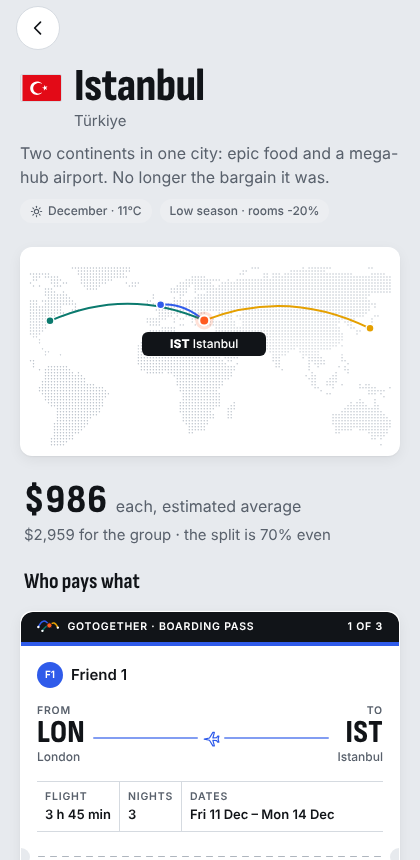 Istanbul
Türkiye
Two continents in one city: epic food and a mega-
hub airport. No longer the bargain it was.
December · 11°C
Low season · rooms -20%
IST Istanbul
$986 each, estimated average
$2,959 for the group · the split is 70% even
Who pays what
GOTOGETHER · BOARDING PASS
1 OF 3
F1 Friend 1
FROM
TO
LON
IST
London
Istanbul
FLIGHT
NIGHTS
DATES
3 h 45 min
3
Fri 11 Dec – Mon 14 Dec